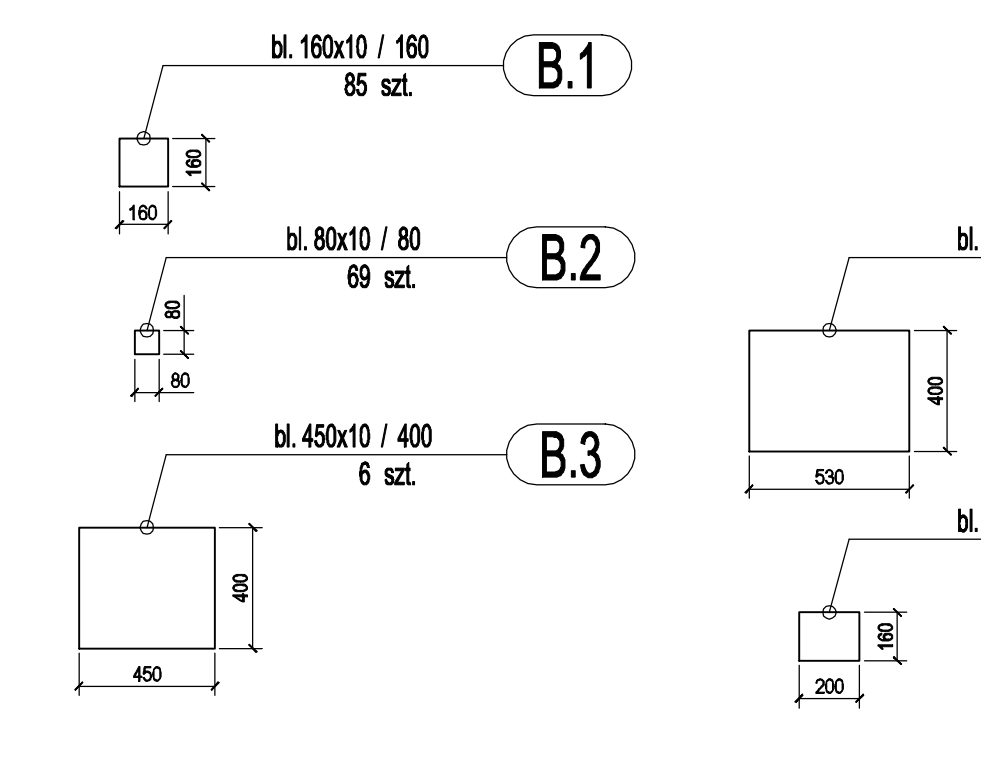 bl. 160x10 / 160
85 szt.
B.1
160
160
bl. 80x10 / 80
69 szt.
B.2
80
80
bl. 450x10 / 400
6 szt.
B.3
400
450
bl.
400
530
bl.
160
200